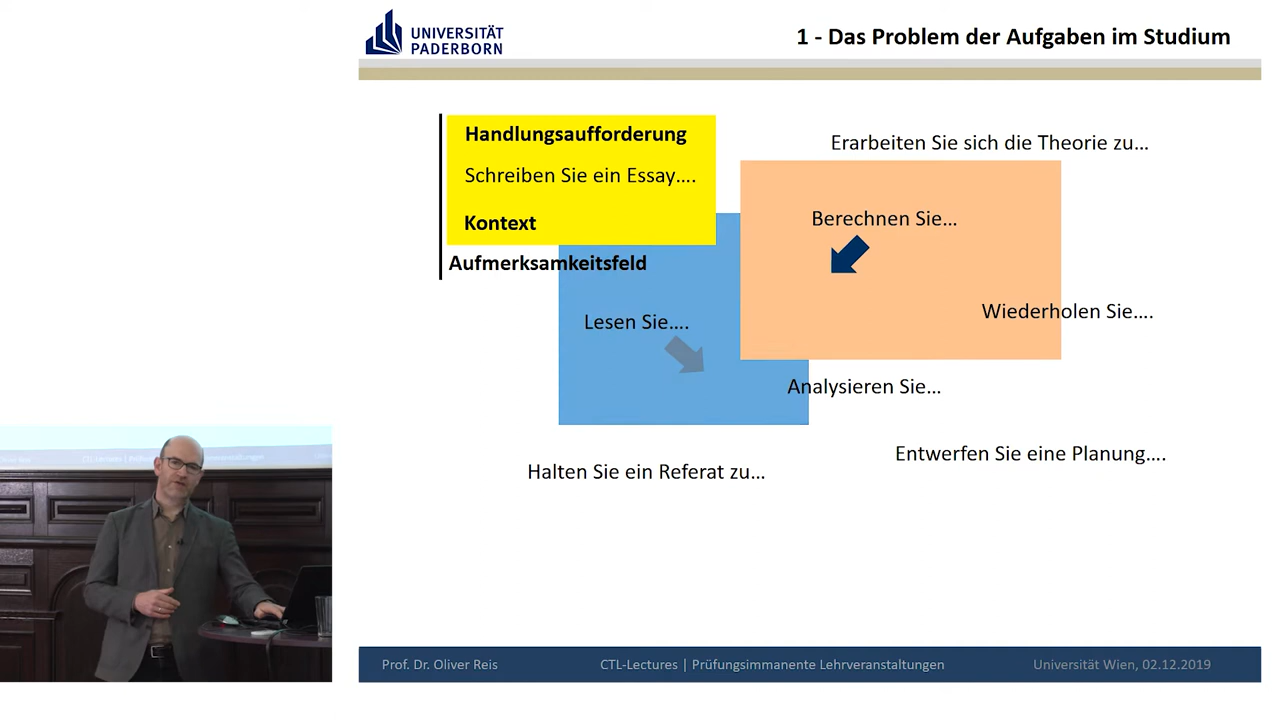 UNIVERSITÄT
PADERBORN
1 - Das Problem der Aufgaben im Studium
Handlungsaufforderung
Schreiben Sie ein Essay....
Kontext
Aufmerksamkeitsfeld
Erarbeiten Sie sich die Theorie zu...
Berechnen Sie...
Lesen Sie....
Wiederholen Sie....
Analysieren Sie...
Entwerfen Sie eine Planung....
Halten Sie ein Referat zu...
Prof. Dr. Oliver Reis
CTL-Lectures | Prüfungsimmanente Lehrveranstaltungen
Universität Wien, 02.12.2019